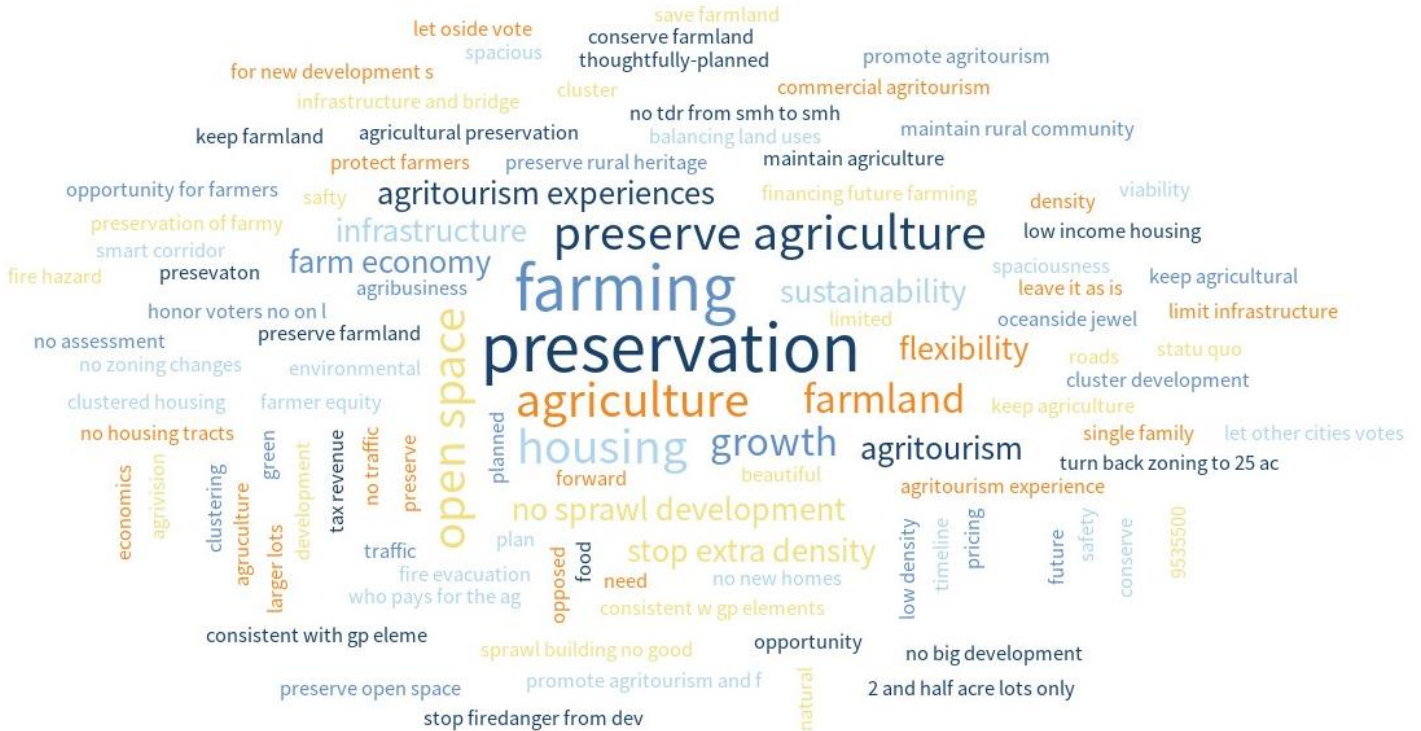 save farmland
let oside vote
conserve farmland
spacious
thoughtfully-planned
promote agritourism
for new development s
infrastructure and bridge
cluster
commercial agritourism
no tdr from smh to smh
keep farmland
agricultural preservation
balancing land uses
maintain rural community
protect farmers
preserve rural heritage
maintain agriculture
opportunity for farmers
safty
agritourism experiences
financing future farming
density
viability
preservation of farmy
infrastructure
preserve agriculture
low income housing
smart corridor
farm economy
farming
spaciousness
fire hazard
presevaton
agribusiness
sustainability
leave it as is
keep agricultural
honor voters no on l
limited
oceanside jewel
limit infrastructure
no assessment
preserve farmland
open space
preservation
flexibility
roads
statu quo
no zoning changes
environmental
cluster development
clustered housing
farmer equity
agriculture
farmland
keep agriculture
no housing tracts
green
planned
housing
growth
agritourism
single family
let other cities votes
turn back zoning to 25 ac
economics
agrivision
clustering
agruculture
larger lots
development
tax revenue
no traffic
preserve
forward
beautiful
agritourism experience
no sprawl development
traffic
plan
stop extra density
low density
timeline
pricing
future
safety
conserve
9535500
fire evacuation
opposed
food
need
no new homes
who pays for the ag
consistent w gp elements
consistent with gp eleme
sprawl building no good
opportunity
no big development
preserve open space
promote agritourism and f
natural
2 and half acre lots only
stop firedanger from dev